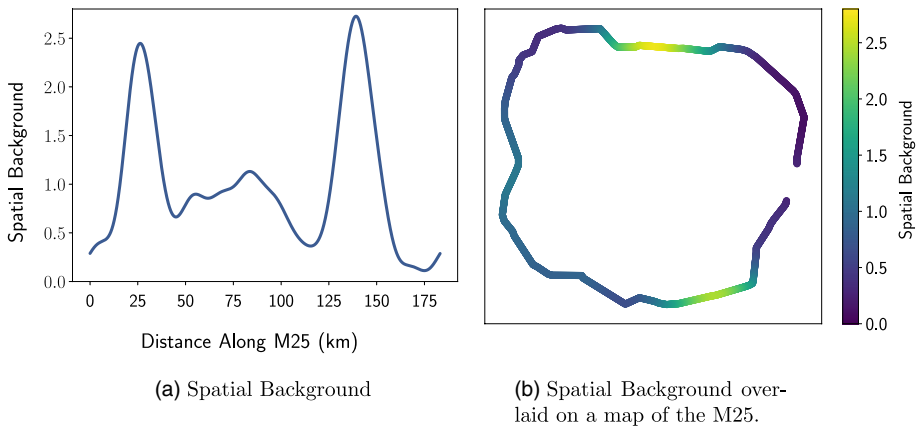 2.5
2.0
1.5
1.0
0.5
0.0
Spatial Background
0 25 50 75 100 125 150 175
Distance Along M25 (km)
(a) Spatial Background
2.5
2.0
1.5
1.0
0.5
0.0
Spatial Background
(b) Spatial Background over-
laid on a map of the M25.